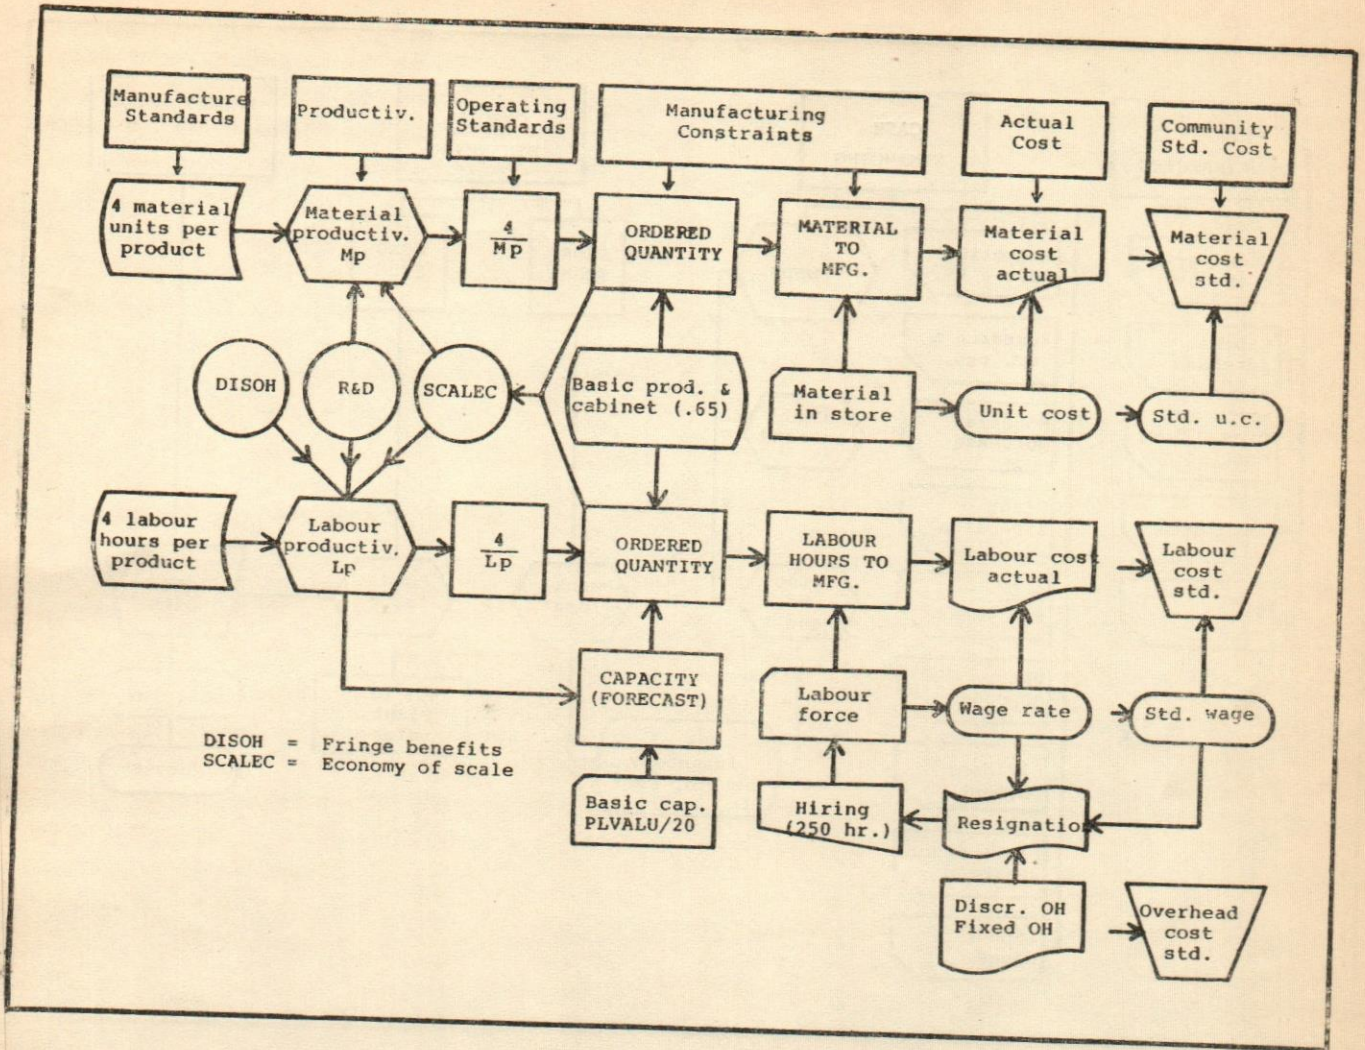 Manufacture
Standards
Productiv.
Operating
Standards
Manufacturing
Constraints
Actual
Cost
Community
Std. Cost
4 material
units per
product
Material
productiv.
Mp
4
Mp
ORDERED
QUANTITY
MATERIAL
TO
MFG.
Material
cost
actual
Material
cost
std.
DISOH
R&D
SCALEC
Basic prod. &
cabinet (.65)
Material
in store
Unit cost
Std. u.c.
4 labour
hours per
product
Labour
productiv.
Lp
4
Lp
ORDERED
QUANTITY
LABOUR
HOURS TO
MFG.
Labour cost
actual
Labour
cost
std.
CAPACITY
(FORECAST)
Labour
force
Wage rate
Std. wage
DISOH = Fringe benefits
SCALEC = Economy of scale
Basic cap.
PLVALU/20
Hiring
(250 hr.)
Resignation
Discr. OH
Fixed OH
Overhead
cost
std.